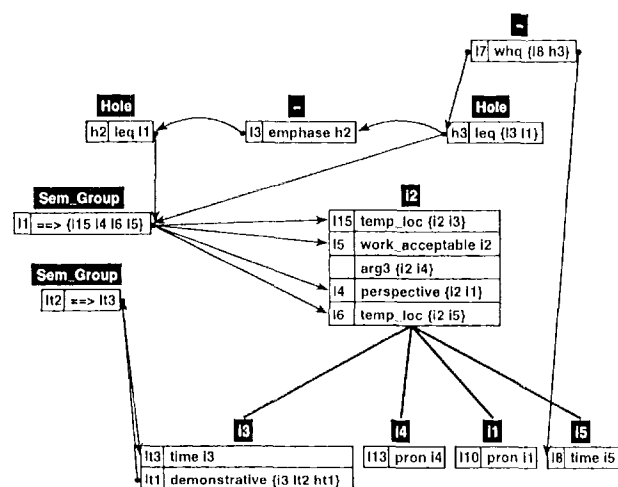 –
l7 whq {l8 h3}
Hole – Hole
h2 leq l1 l3 emphase h2 h3 leq {l3 l1}
Sem_Group i2
l1 ==> {l15 l4 l6 l5} l15 temp_loc {i2 i3}
l5 work_acceptable i2
arg3 {i2 i4}
Sem_Group l4 perspective {i2 i1}
lt2 ==> lt3 l6 temp_loc {i2 i5}
i3 i4 i1 i5
lt3 time i3 l13 pron i4 l10 pron i1 l8 time i5
lt1 demonstrative {i3 lt2 ht1}